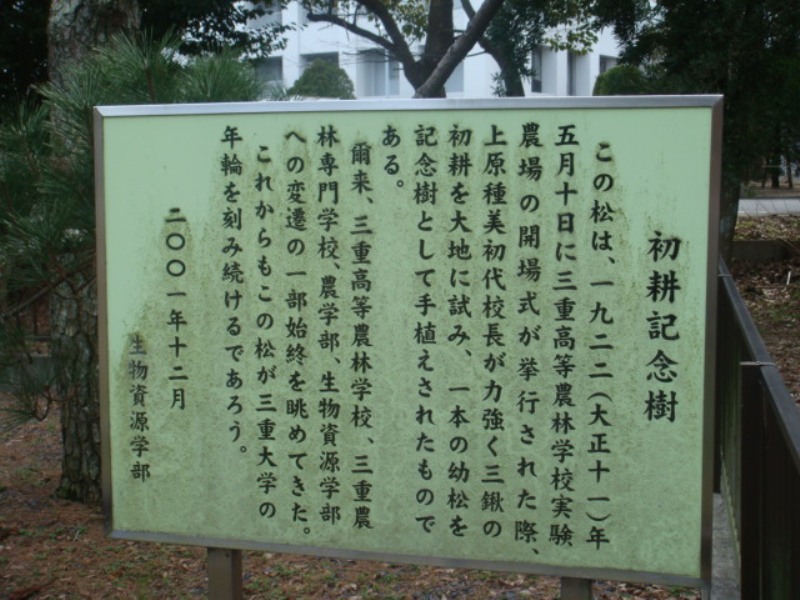 初耕記念樹
この松は、一九二二(大正十一)年
五月十日に三重高等農林学校実験
農場の開場式が挙行された際、
上原種美初代校長が力強く三鍬の
初耕を大地に試み、一本の幼松を
記念樹として手植えされたもので
ある。
爾来、三重高等農林学校、三重農
林専門学校、農学部、生物資源学部
への変遷の一部始終を眺めてきた。
これからもこの松が三重大学の
年輪を刻み続けるであろう。
二〇〇一年十二月
生物資源学部